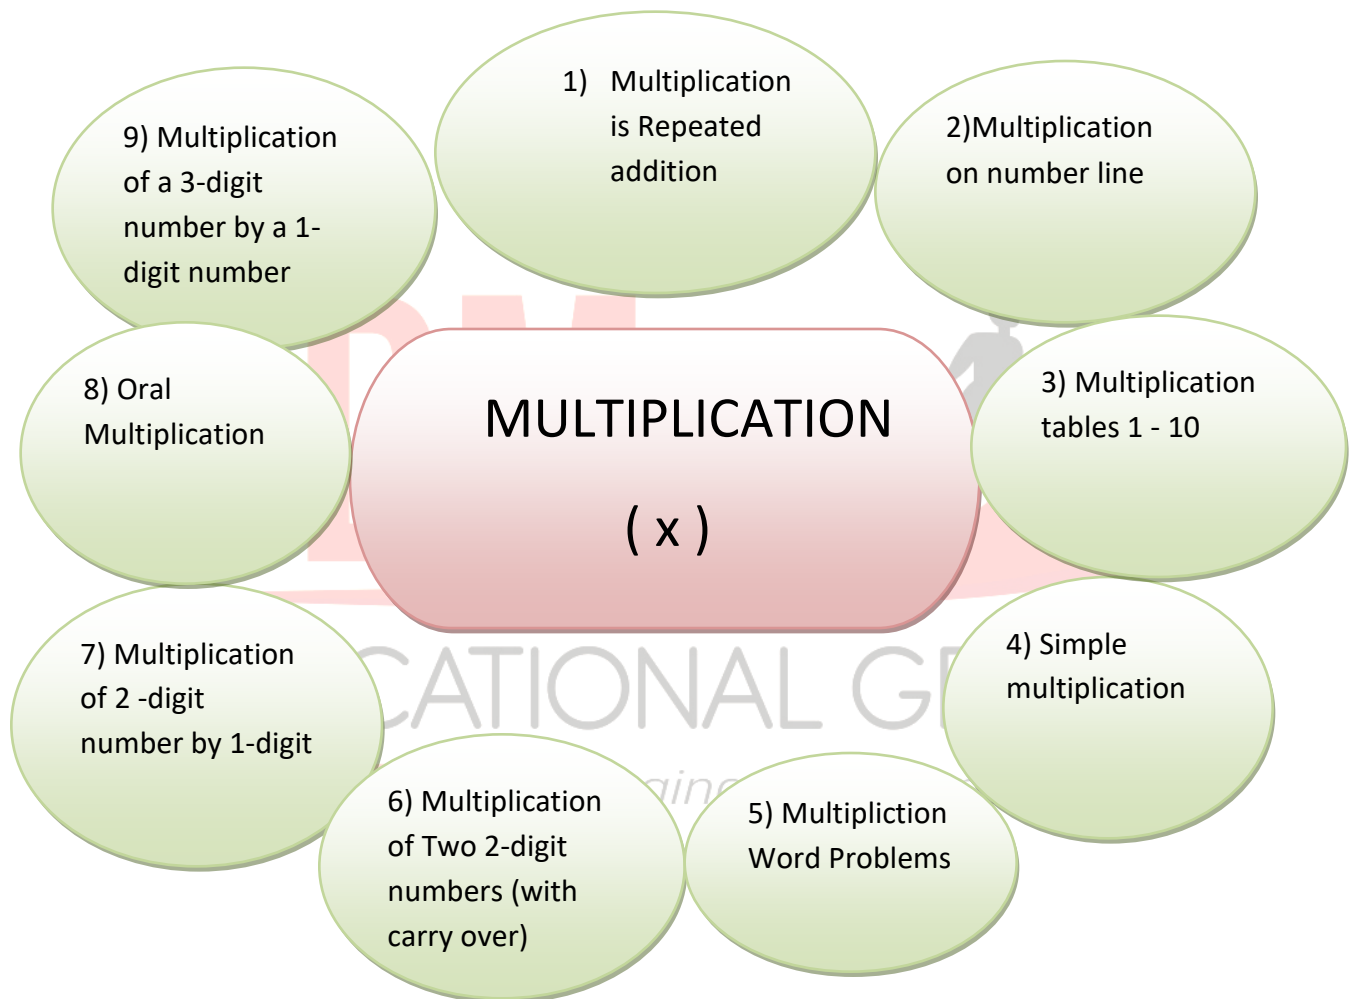 1) Multiplication
is Repeated
addition
2)Multiplication
on number line
3) Multiplication
tables 1 - 10
4) Simple
multiplication
5) Multipliction
Word Problems
6) Multiplication
of Two 2-digit
numbers (with
carry over)
7) Multiplication
of 2 -digit
number by 1-digit
8) Oral
Multiplication
9) Multiplication
of a 3-digit
number by a 1-
digit number
MULTIPLICATION
( x )